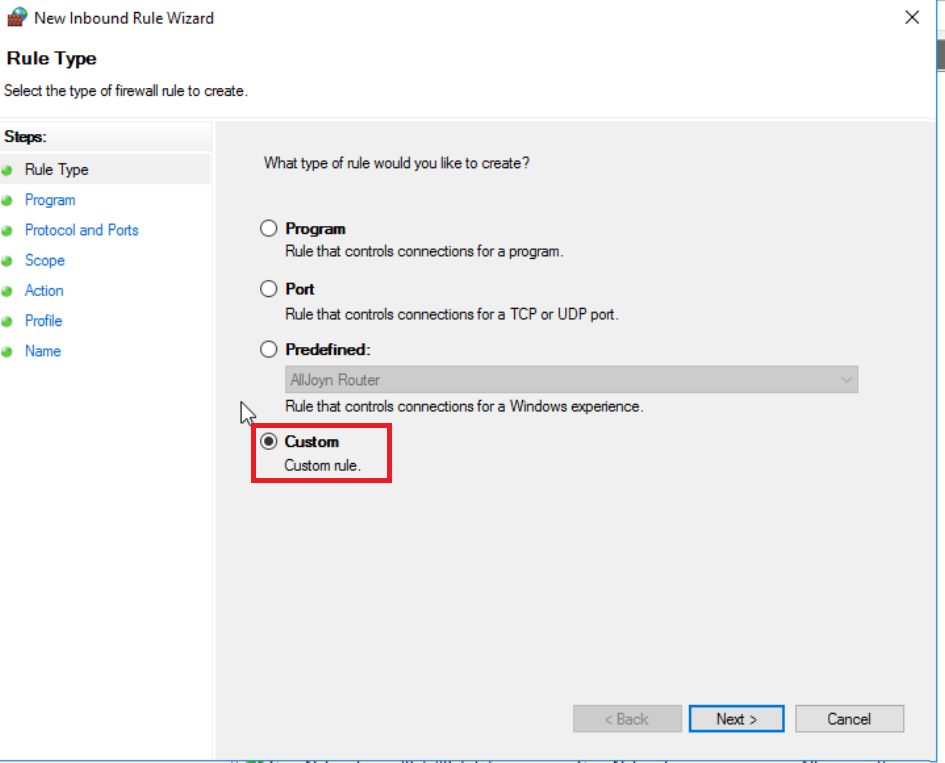 New Inbound Rule Wizard
Rule Type
Select the type of firewall rule to create.
Steps:
Rule Type
Program
Protocol and Ports
Scope
Action
Profile
Name
What type of rule would you like to create?
Program
Rule that controls connections for a program.
Port
Rule that controls connections for a TCP or UDP port.
Predefined:
AllJoyn Router
Rule that controls connections for a Windows experience.
Custom
Custom rule.
< Back
Next >
Cancel